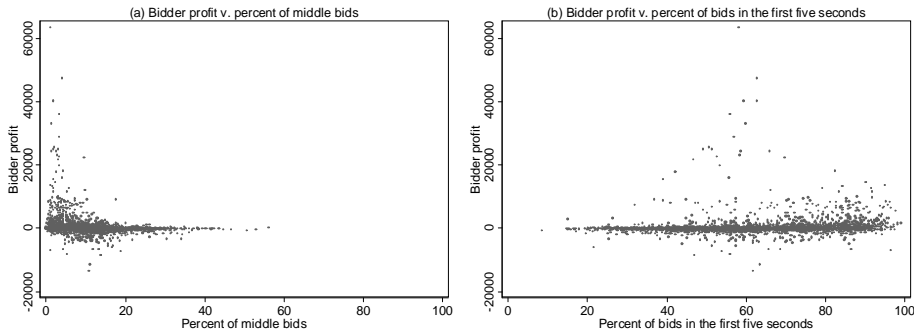 (a) Bidder profit v. percent of middle bids
Bidder profit
60000
40000
20000
0
-20000
0 20 40 60 80 100
Percent of middle bids
(b) Bidder profit v. percent of bids in the first five seconds
Bidder profit
60000
40000
20000
0
-20000
0 20 40 60 80 100
Percent of bids in the first five seconds